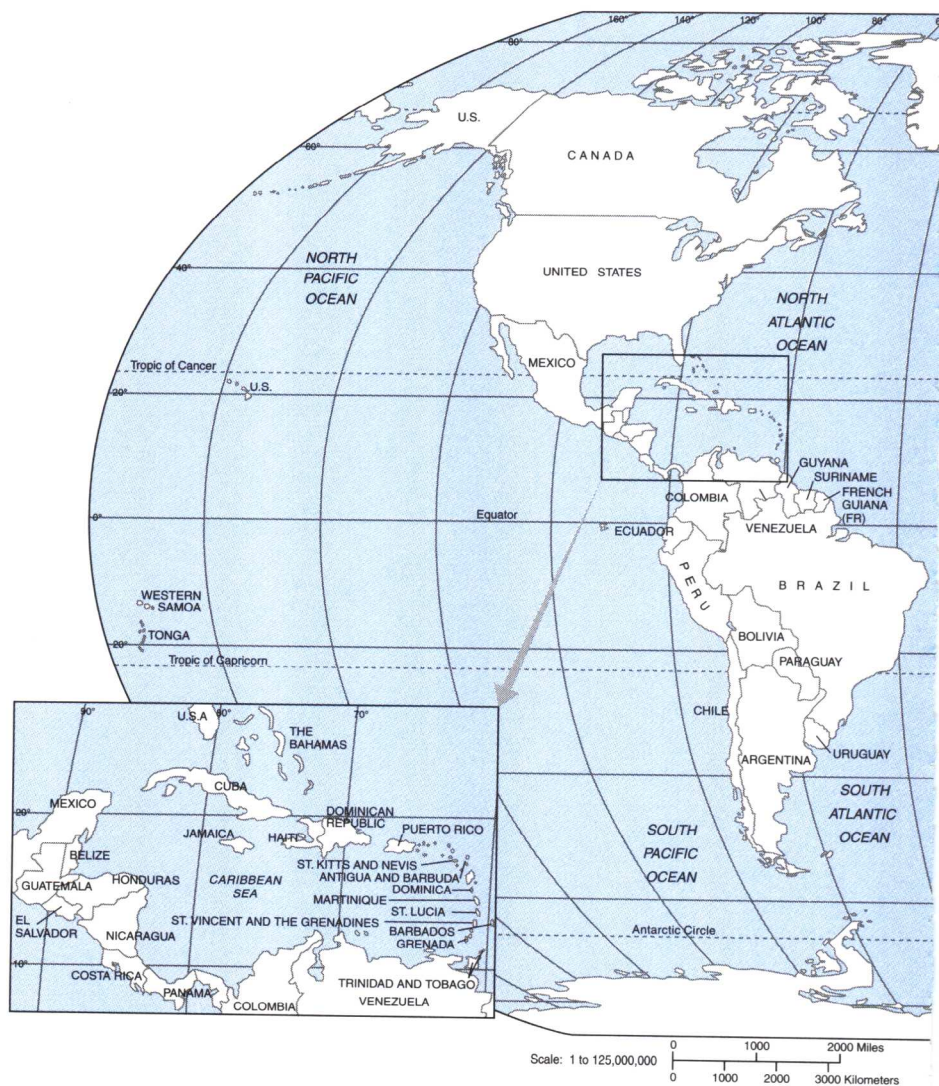 160°
140°
120°
100°
80°
80°
U.S.
60°
CANADA
NORTH
PACIFIC
OCEAN
40°
UNITED STATES
NORTH
ATLANTIC
OCEAN
Tropic of Cancer
MEXICO
U.S.
20°
GUYANA
SURINAME
FRENCH
GUIANA
(FR)
COLOMBIA
VENEZUELA
Equator
0°
ECUADOR
PERU
BRAZIL
WESTERN
SAMOA
TONGA
BOLIVIA
20°
Tropic of Capricorn
PARAGUAY
CHILE
ARGENTINA
URUGUAY
SOUTH
PACIFIC
OCEAN
SOUTH
ATLANTIC
OCEAN
Antarctic Circle
90°
80°
70°
U.S.A
THE
BAHAMAS
CUBA
MEXICO
20°
DOMINICAN
REPUBLIC
JAMAICA
HAITI
PUERTO RICO
BELIZE
ST. KITTS AND NEVIS
ANTIGUA AND BARBUDA
GUATEMALA
HONDURAS
CARIBBEAN
SEA
DOMINICA
MARTINIQUE
ST. LUCIA
EL
SALVADOR
ST. VINCENT AND THE GRENADINES
NICARAGUA
BARBADOS
GRENADA
10°
COSTA RICA
PANAMA
TRINIDAD AND TOBAGO
COLOMBIA
VENEZUELA
Scale: 1 to 125,000,000
0 1000 2000 Miles
0 1000 2000 3000 Kilometers